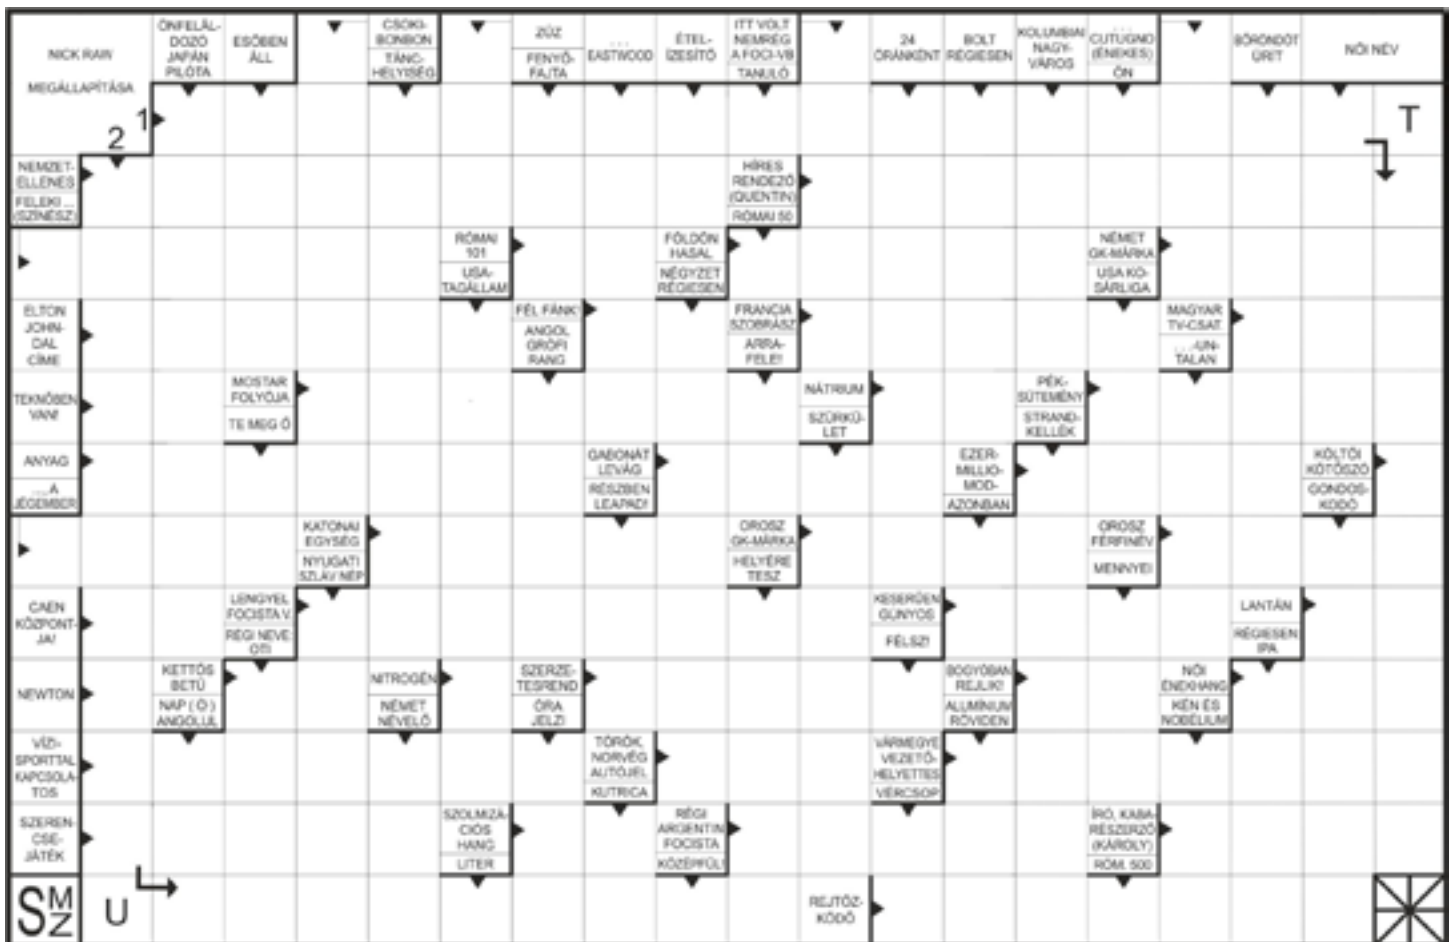 NICK RAW
MEGÁLLAPÍTÁSA
ÖNFELÁL-
DOZÓ
JAPÁN
PILÓTA
ESŐBEN
ÁLL
CSOKI-
BONBON
TÁNC-
HELYISÉG
ZÚZ
FENYŐ-
FAJTA
...
EASTWOOD
ÉTEL-
ÍZESÍTŐ
ITT VOLT
NEMRÉG
A FOCI-VB
TANULÓ
24
ÓRÁNKÉNT
BOLT
RÉGIESEN
KOLUMBIAI
NAGY-
VÁROS
...
CUTUGNO
(ÉNEKES)
ÖN
BŐRÖNDÖT
ÜRÍT
NŐI NÉV
1
2
T
NEMZET-
ELLENES
FELEKI ...
(SZÍNÉSZ)
HÍRES
RENDEZŐ
(QUENTIN)
RÓMAI 50
RÓMAI
101
USA-
TAGÁLLAM
FÖLDÖN
HASAL
NÉGYZET
RÉGIESEN
NÉMET
GK-MÁRKA
USA KO-
SÁRLIGA
ELTON
JOHN-
DAL
CÍME
FÉL FÁNK!
ANGOL
GRÓFI
RANG
FRANCIA
SZOBRÁSZ
ARRA-
FELE!
MAGYAR
TV-CSAT.
...-UN-
TALAN
TEKNŐBEN
VAN!
MOSTAR
FOLYÓJA
TE MEG Ő
NÁTRIUM
SZÜRKÜ-
LET
PÉK-
SÜTEMÉNY
STRAND-
KELLÉK
ANYAG
..., A
JÉGEMBER
GABONÁT
LEVÁG
RÉSZBEN
LEAPAD!
EZER-
MILLIO-
MOD-
AZONBAN
KÖLTŐI
KÖTŐSZÓ
GONDOS-
KODÓ
KATONAI
EGYSÉG
NYUGATI
SZLÁV NÉP
OROSZ
GK-MÁRKA
HELYÉRE
TESZ
OROSZ
FÉRFINÉV
MENNYEI
CAEN
KÖZPONT-
JA!
LENGYEL
FOCISTA V.
RÉGI NEVE:
OTI
KESERŰEN
GÚNYOS
FÉLSZ!
LANTÁN
RÉGIESEN
IPA
NEWTON
KETTŐS
BETŰ
NAP ( Ö )
ANGOLUL
NITROGÉN
NÉMET
NÉVELŐ
SZERZE-
TESREND
ÓRA
JELZI
BOGYÓBAN
REJLIK!
ALUMÍNIUM
RÖVIDEN
NŐI
ÉNEKHANG
KÉN ÉS
NOBÉLIUM
VÍZI-
SPORTTAL
KAPCSOLA-
TOS
TÖRÖK,
NORVÉG
AUTÓJEL
KUTRICA
VÁRMEGYE
VEZETŐ-
HELYETTES
VÉRCSOP.
SZEREN-
CSE-
JÁTÉK
SZOLMIZÁ-
CIÓS
HANG
LITER
RÉGI
ARGENTIN
FOCISTA
KÖZÉPFÜL!
ÍRÓ, KABA-
RÉSZERZŐ
(KÁROLY)
RÓM. 500
SMZ
U
REJTŐZ-
KÖDŐ